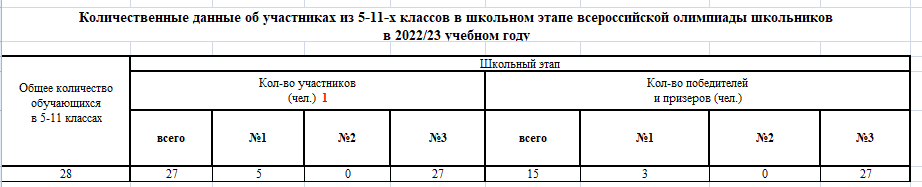 Количественные данные об участниках из 5-11-х классов в школьном этапе всероссийской олимпиады школьников
в 2022/23 учебном году
Общее количество
обучающихся
в 5-11 классах
Школьный этап
Кол-во участников
(чел.) 1
Кол-во победителей
и призеров (чел.)
всего №1 №2 №3 всего №1 №2 №3
28 27 5 0 27 15 3 0 27